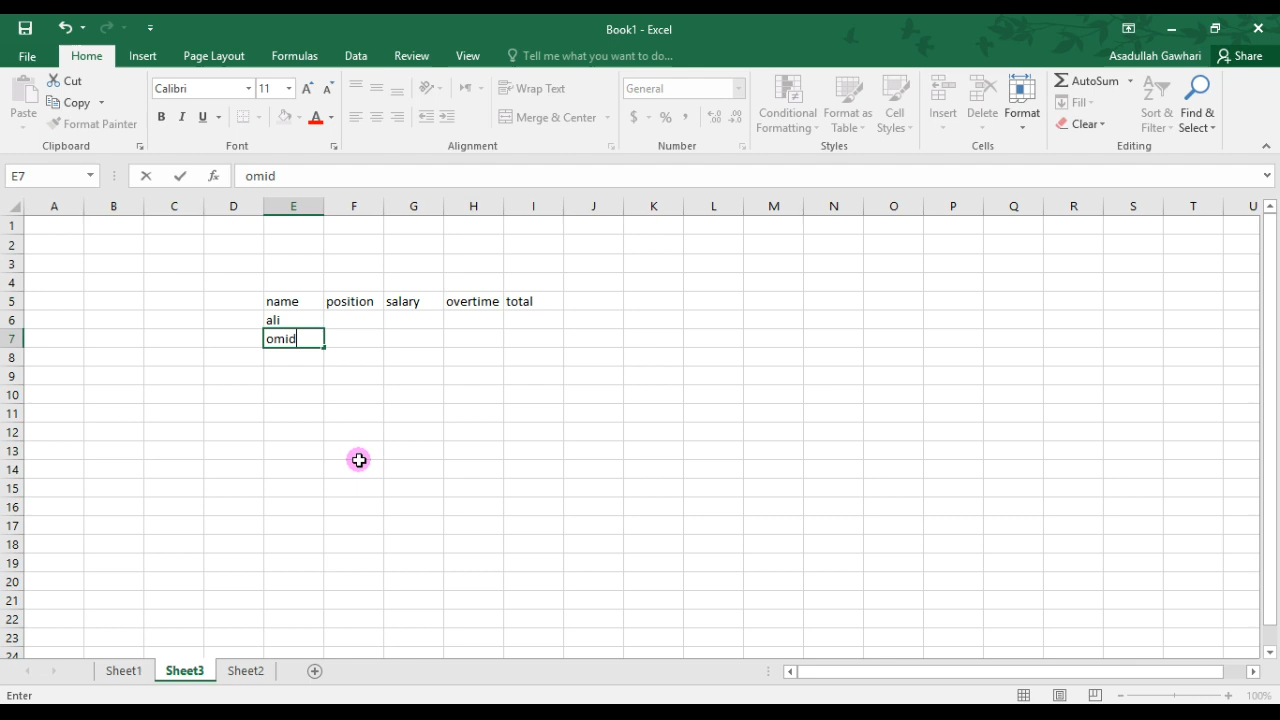 Book1 - Excel
File Home Insert Page Layout Formulas Data Review View Tell me what you want to do... Asadullah Gawhari Share
Paste Cut Copy Format Painter
Calibri 11
B I U A
Wrap Text
Merge & Center
General
$ %
Conditional Formatting Format as Table Cell Styles
Insert Delete Format
AutoSum Fill Clear
Sort & Filter Find & Select
Clipboard Font Alignment Number Styles Cells Editing
E7 fx omid
A B C D E F G H I J K L M N O P Q R S T U
1
2
3
4
5 name position salary overtime total
6 ali
7 omid
8
9
10
11
12
13
14
15
16
17
18
19
20
21
22
23
24
Sheet1 Sheet3 Sheet2
Enter 100%